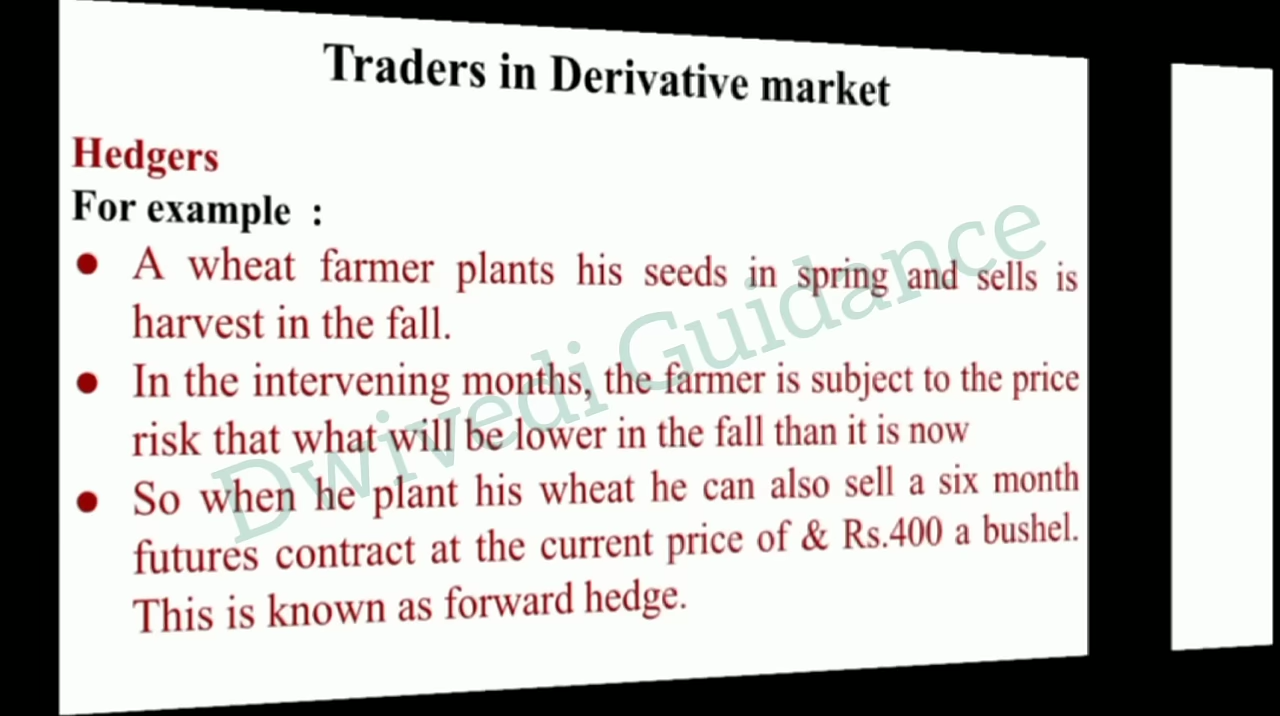 Traders in Derivative market
Hedgers
For example :
● A wheat farmer plants his seeds in spring and sells is
harvest in the fall.
● In the intervening months, the farmer is subject to the price
risk that what will be lower in the fall than it is now
● So when he plant his wheat he can also sell a six month
futures contract at the current price of & Rs.400 a bushel.
This is known as forward hedge.
Dwivedi Guidance